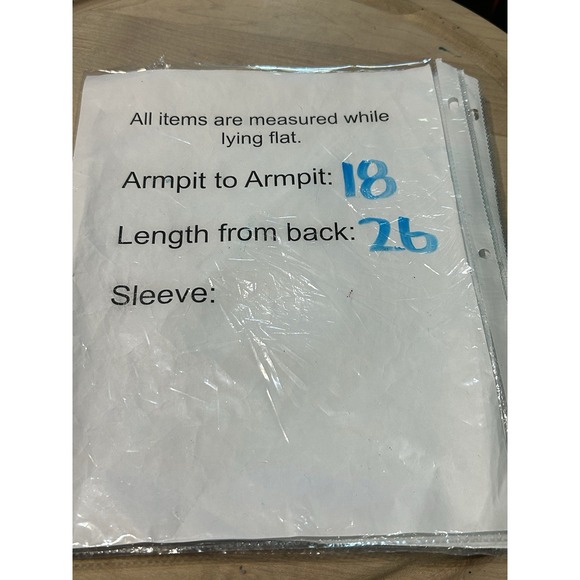 All items are measured while
lying flat.
Armpit to Armpit: 18
Length from back: 26
Sleeve: